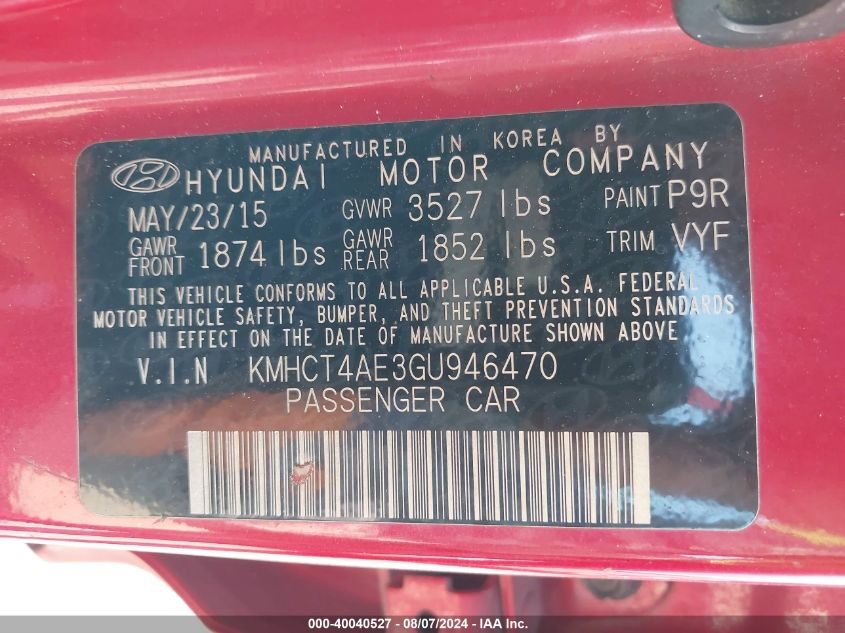 MANUFACTURED IN KOREA BY
HYUNDAI MOTOR COMPANY
MAY/23/15 GVWR 3527 lbs PAINT P9R
GAWR FRONT 1874 lbs GAWR REAR 1852 lbs TRIM VYF
THIS VEHICLE CONFORMS TO ALL APPLICABLE U.S.A. FEDERAL
MOTOR VEHICLE SAFETY, BUMPER, AND THEFT PREVENTION STANDARDS
IN EFFECT ON THE DATE OF MANUFACTURE SHOWN ABOVE.
V.I.N KMHCT4AE3GU946470
PASSENGER CAR
000-40040527 - 08/07/2024 - IAA Inc.